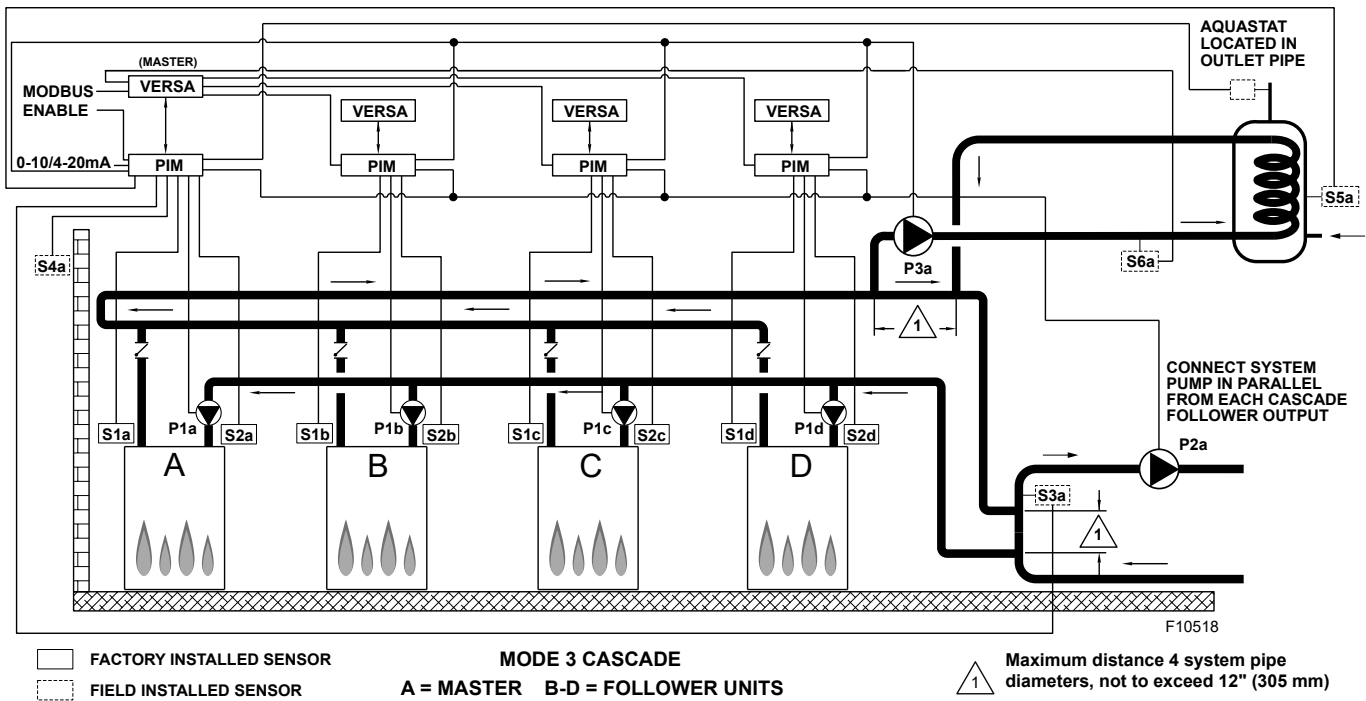 AQUASTAT
LOCATED IN
OUTLET PIPE
(MASTER)
MODBUS
ENABLE
VERSA
VERSA
VERSA
VERSA
0-10/4-20mA
PIM
PIM
PIM
PIM
S5a
S4a
P3a
S6a
1
CONNECT SYSTEM
PUMP IN PARALLEL
FROM EACH CASCADE
FOLLOWER OUTPUT
S1a
P1a
S2a
S1b
P1b
S2b
S1c
P1c
S2c
S1d
P1d
S2d
P2a
A
B
C
D
S3a
1
F10518
FACTORY INSTALLED SENSOR
FIELD INSTALLED SENSOR
MODE 3 CASCADE
A = MASTER B-D = FOLLOWER UNITS
1
Maximum distance 4 system pipe
diameters, not to exceed 12" (305 mm)